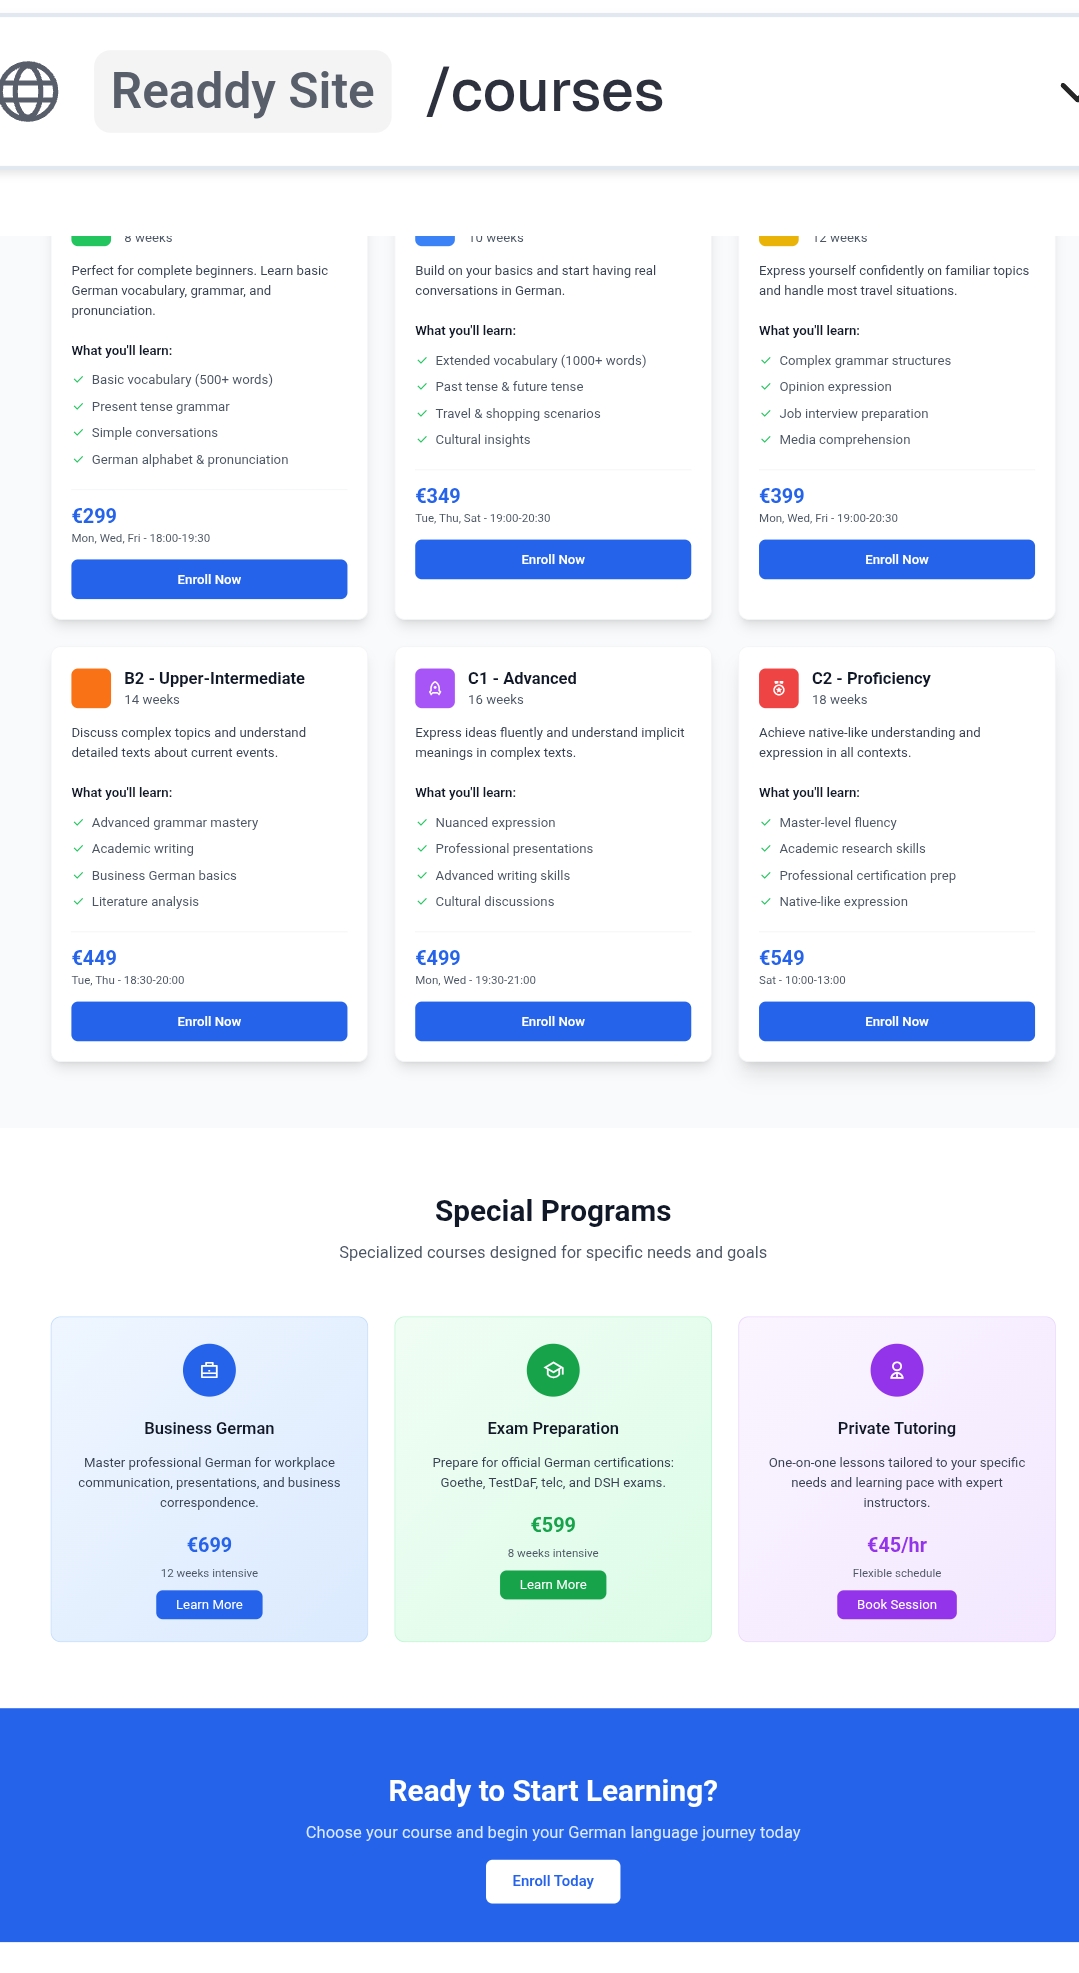 Readdy Site /courses
8 weeks
Perfect for complete beginners. Learn basic
German vocabulary, grammar, and
pronunciation.
What you'll learn:
Basic vocabulary (500+ words)
Present tense grammar
Simple conversations
German alphabet & pronunciation
€299
Mon, Wed, Fri - 18:00-19:30
Enroll Now
10 weeks
Build on your basics and start having real
conversations in German.
What you'll learn:
Extended vocabulary (1000+ words)
Past tense & future tense
Travel & shopping scenarios
Cultural insights
€349
Tue, Thu, Sat - 19:00-20:30
Enroll Now
12 weeks
Express yourself confidently on familiar topics
and handle most travel situations.
What you'll learn:
Complex grammar structures
Opinion expression
Job interview preparation
Media comprehension
€399
Mon, Wed, Fri - 19:00-20:30
Enroll Now
B2 - Upper-Intermediate
14 weeks
Discuss complex topics and understand
detailed texts about current events.
What you'll learn:
Advanced grammar mastery
Academic writing
Business German basics
Literature analysis
€449
Tue, Thu - 18:30-20:00
Enroll Now
C1 - Advanced
16 weeks
Express ideas fluently and understand implicit
meanings in complex texts.
What you'll learn:
Nuanced expression
Professional presentations
Advanced writing skills
Cultural discussions
€499
Mon, Wed - 19:30-21:00
Enroll Now
C2 - Proficiency
18 weeks
Achieve native-like understanding and
expression in all contexts.
What you'll learn:
Master-level fluency
Academic research skills
Professional certification prep
Native-like expression
€549
Sat - 10:00-13:00
Enroll Now
Special Programs
Specialized courses designed for specific needs and goals
Business German
Master professional German for workplace
communication, presentations, and business
correspondence.
€699
12 weeks intensive
Learn More
Exam Preparation
Prepare for official German certifications:
Goethe, TestDaF, telc, and DSH exams.
€599
8 weeks intensive
Learn More
Private Tutoring
One-on-one lessons tailored to your specific
needs and learning pace with expert
instructors.
€45/hr
Flexible schedule
Book Session
Ready to Start Learning?
Choose your course and begin your German language journey today
Enroll Today